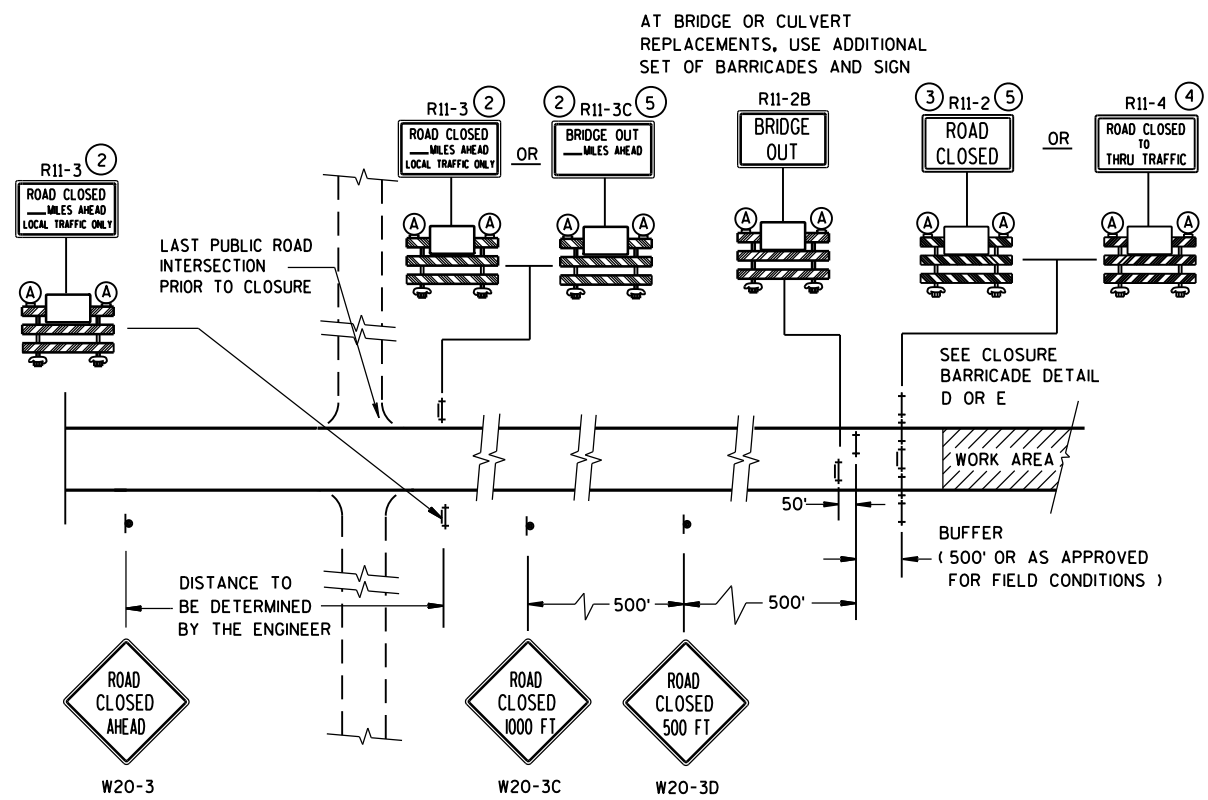 AT BRIDGE OR CULVERT
REPLACEMENTS, USE ADDITIONAL
SET OF BARRICADES AND SIGN
R11-3 2
ROAD CLOSED
___MILES AHEAD
LOCAL TRAFFIC ONLY
OR
2 R11-3C 5
BRIDGE OUT
___MILES AHEAD
R11-2B
BRIDGE
OUT
3 R11-2 5
ROAD
CLOSED
OR
R11-4 4
ROAD CLOSED
TO
THRU TRAFFIC
R11-3 2
ROAD CLOSED
___MILES AHEAD
LOCAL TRAFFIC ONLY
A A
A A
A A
A A
A A
A A
LAST PUBLIC ROAD
INTERSECTION
PRIOR TO CLOSURE
SEE CLOSURE
BARRICADE DETAIL
D OR E
WORK AREA
50'
BUFFER
( 500' OR AS APPROVED
FOR FIELD CONDITIONS )
DISTANCE TO
BE DETERMINED
BY THE ENGINEER
500'
500'
ROAD
CLOSED
AHEAD
W20-3
ROAD
CLOSED
1000 FT
W20-3C
ROAD
CLOSED
500 FT
W20-3D